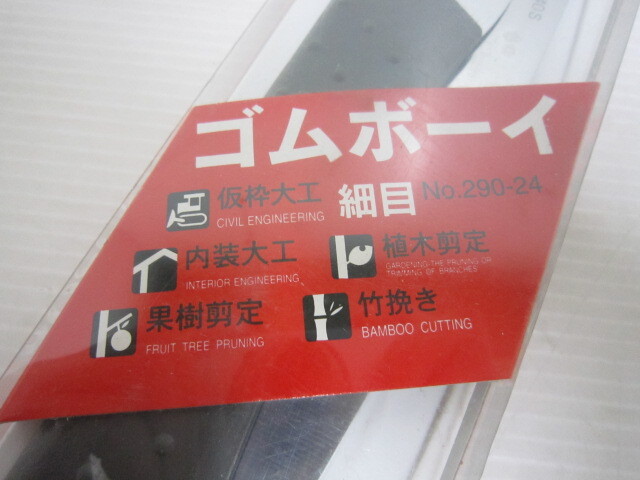 ゴムボーイ
仮枠大工
CIVIL ENGINEERING
細目 No.290-24
内装大工
INTERIOR ENGINEERING
植木剪定
GARDENING THE PRUNING OR
TRIMMING OF BRANCHES
果樹剪定
FRUIT TREE PRUNING
竹挽き
BAMBOO CUTTING